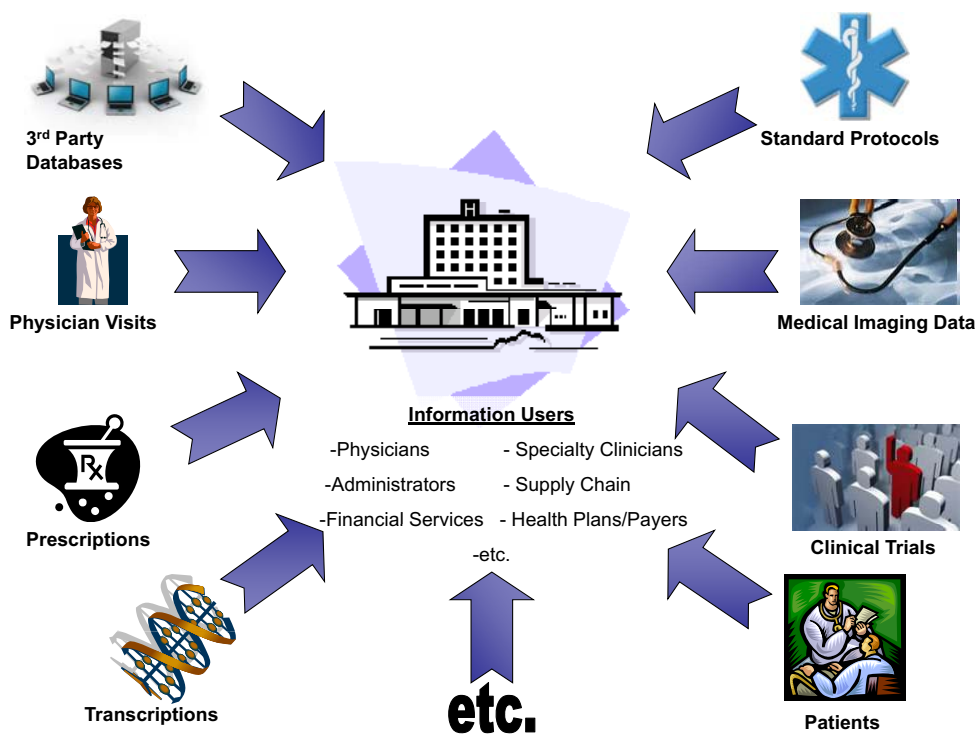 3rd Party
Databases
Standard Protocols
H
Physician Visits
Medical Imaging Data
Information Users
-Physicians
- Specialty Clinicians
-Administrators
- Supply Chain
-Financial Services
- Health Plans/Payers
-etc.
Rx
Prescriptions
Clinical Trials
Transcriptions
etc.
Patients